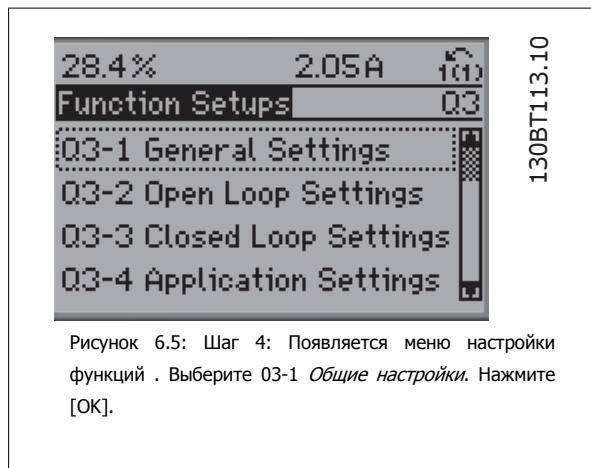 28.4% 2.05A 1(1)
Function Setups Q3
Q3-1 General Settings
Q3-2 Open Loop Settings
Q3-3 Closed Loop Settings
Q3-4 Application Settings
130BT113.10
Рисунок 6.5: Шаг 4: Появляется меню настройки
функций . Выберите 03-1 Общие настройки. Нажмите
[OK].